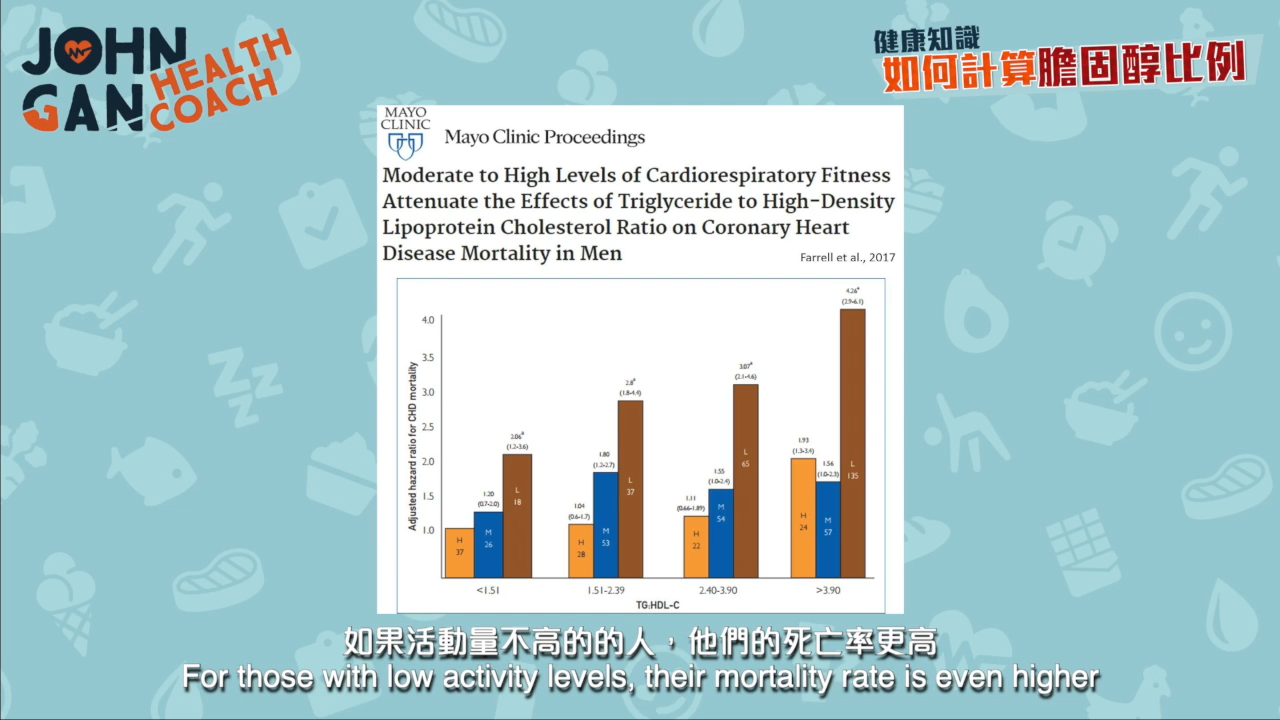 JOHN
GAN
HEALTH
COACH
健康知識
如何計算膽固醇比例
MAYO
CLINIC
Mayo Clinic Proceedings
Moderate to High Levels of Cardiorespiratory Fitness
Attenuate the Effects of Triglyceride to High-Density
Lipoprotein Cholesterol Ratio on Coronary Heart
Disease Mortality in Men
Farrell et al., 2017
Adjusted hazard ratio for CHD mortality
4.0
3.5
3.0
2.5
2.0
1.5
1.0
H
37
1.20
(0.7-2.0)
M
26
2.06a
(1.2-3.6)
L
18
1.04
(0.6-1.7)
H
28
1.80
(1.2-2.7)
M
53
2.8a
(1.8-4.4)
L
37
1.11
(0.66-1.89)
H
22
1.55
(1.0-2.4)
M
54
3.07a
(2.1-4.6)
L
65
1.93
H
24
1.56
(1.0-2.3)
M
57
4.26a
(2.9-6.1)
L
135
<1.51
1.51-2.39
2.40-3.90
>3.90
TG:HDL-C
如果活動量不高的的人，他們的死亡率更高
For those with low activity levels, their mortality rate is even higher